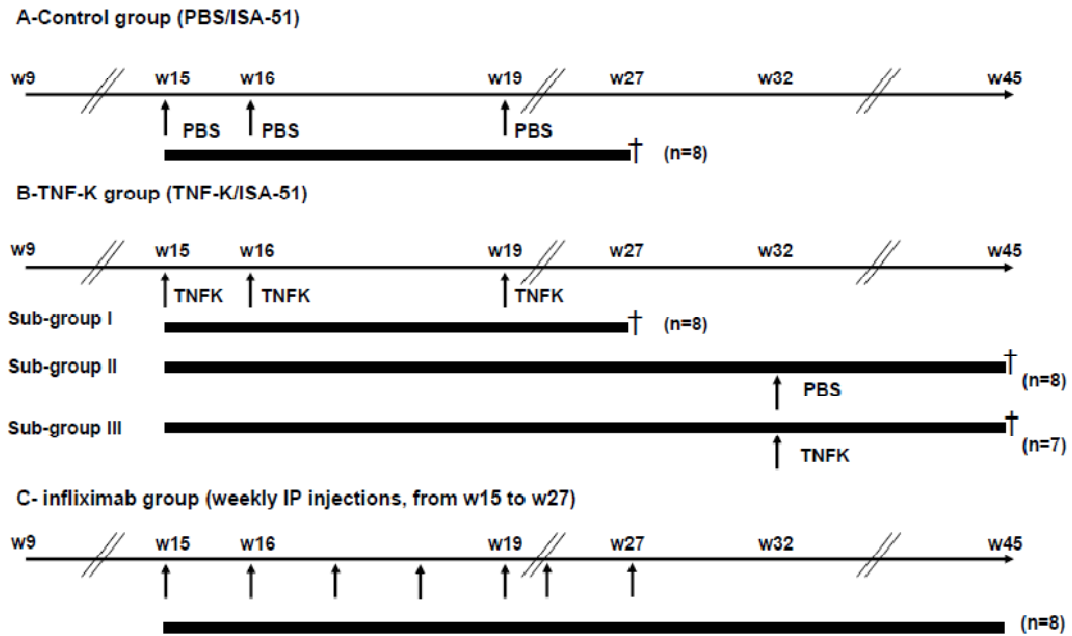 A-Control group (PBS/ISA-51)
w9 w15 w16 w19 w27 w32 w45
PBS PBS PBS
† (n=8)
B-TNF-K group (TNF-K/ISA-51)
w9 w15 w16 w19 w27 w32 w45
TNFK TNFK TNFK
Sub-group I † (n=8)
Sub-group II † (n=8)
PBS
Sub-group III † (n=7)
TNFK
C- infliximab group (weekly IP injections, from w15 to w27)
w9 w15 w16 w19 w27 w32 w45
(n=8)